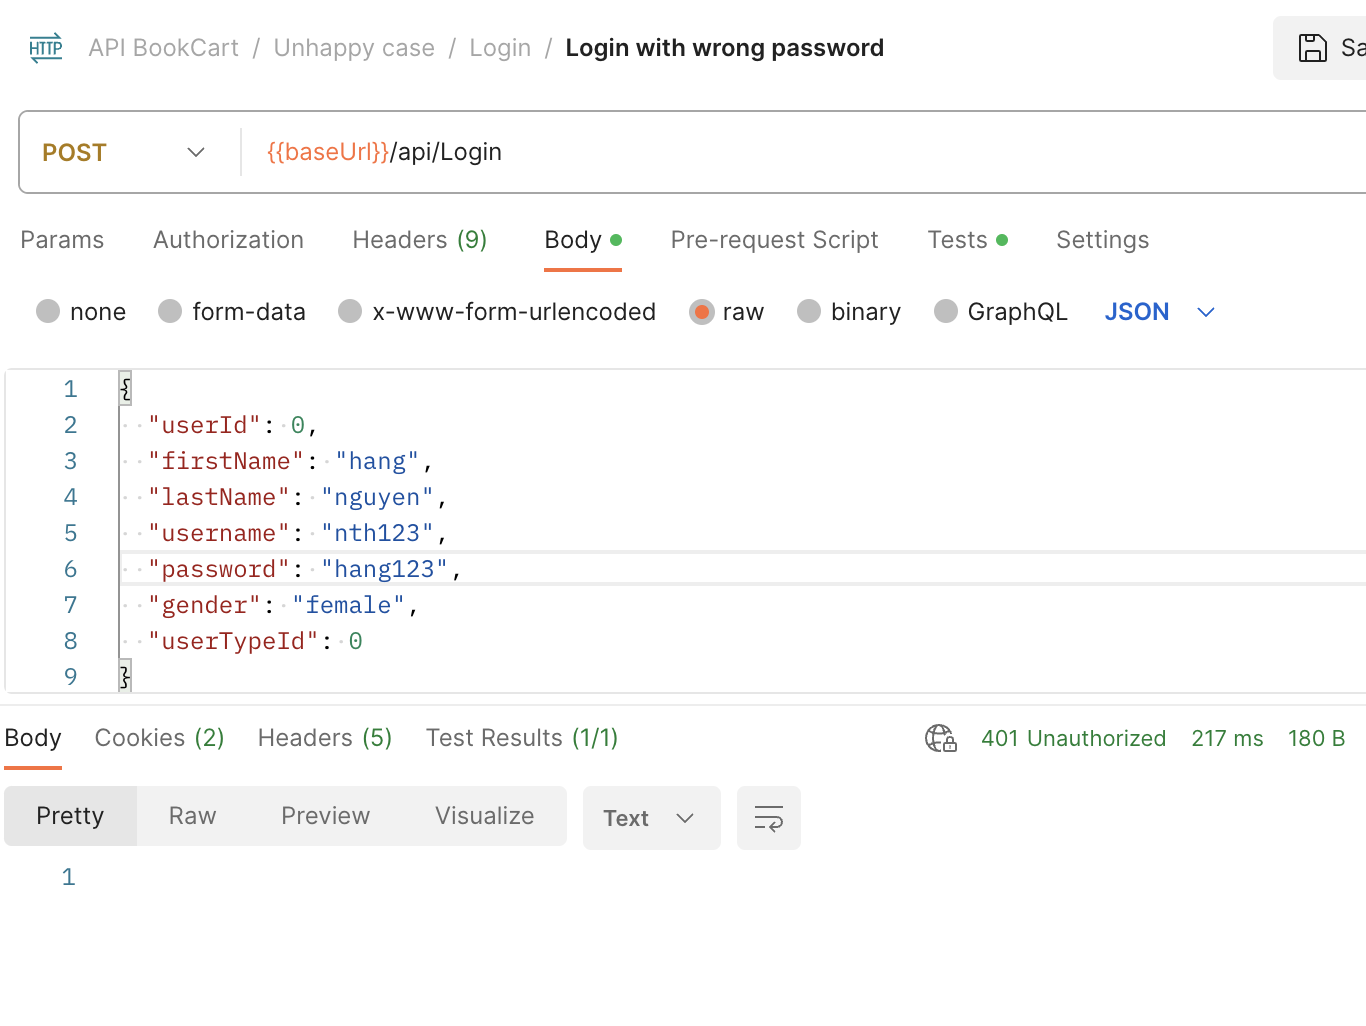 HTTP API BookCart / Unhappy case / Login / Login with wrong password
POST {{baseUrl}}/api/Login
Params Authorization Headers (9) Body Pre-request Script Tests Settings
none form-data x-www-form-urlencoded raw binary GraphQL JSON
1 {
2 "userId": 0,
3 "firstName": "hang",
4 "lastName": "nguyen",
5 "username": "nth123",
6 "password": "hang123",
7 "gender": "female",
8 "userTypeId": 0
9 }
Body Cookies (2) Headers (5) Test Results (1/1) 401 Unauthorized 217 ms 180 B
Pretty Raw Preview Visualize Text
1